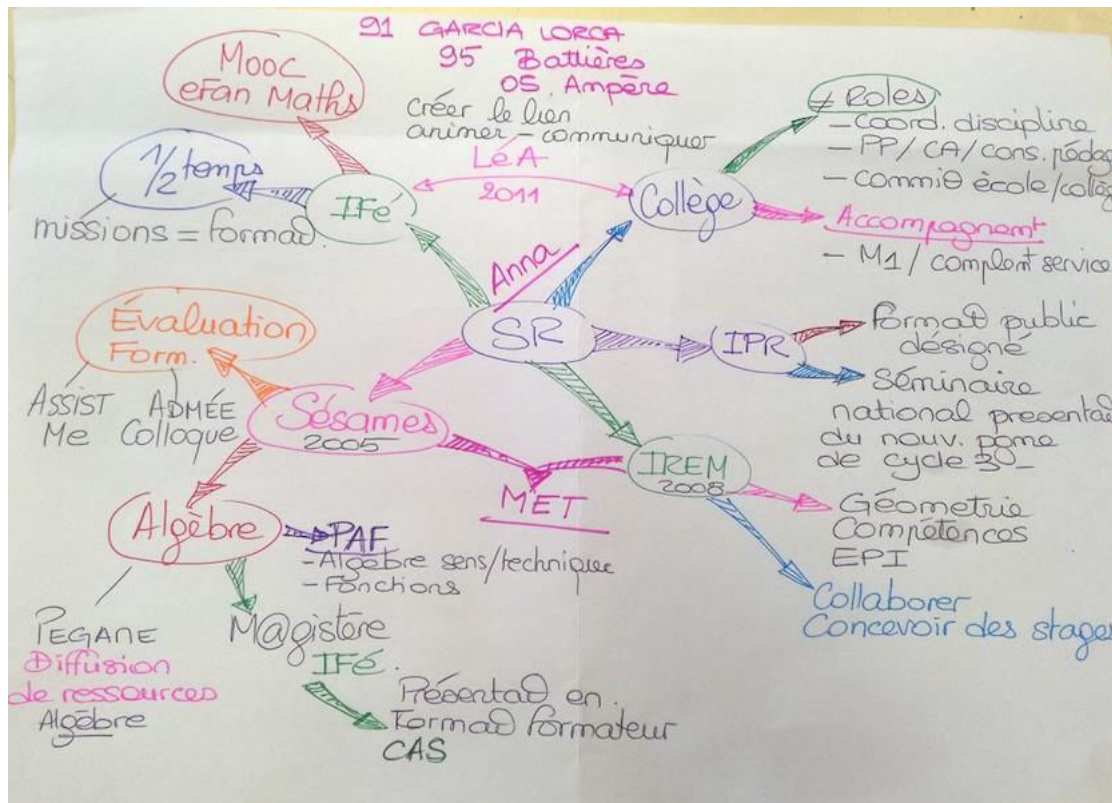 91 GARCIA LORCA
95 Battières
05 Ampère
Mooc
eFan Maths
créer le lien
animer - communiquer
≠ Roles
- Coord. discipline
- PP/ CA/ cons. pédag
- Commiθ école/collèg
1/2 temps
missions = format.
IFé
LéA
2011
Collège
Accompagnemt
- M1 / complemt service
Anna
SR
IPR
Format public
désigné
Séminaire
national presentat
du nouv. pgme
de cycle 3
Évaluation
Form.
ASSIST
Me
ADMÉE
Colloque
Sésames
2005
MET
IREM
2008
Géometrie
Compétences
EPI
Collaborer
Concevoir des stages
Algèbre
PAF
- Algèbre sens/technique
- Fonctions
PEGANE
Diffusion
de ressources
Algèbre
M@gistère
IFé.
Présentat en
Format formateur
CAS